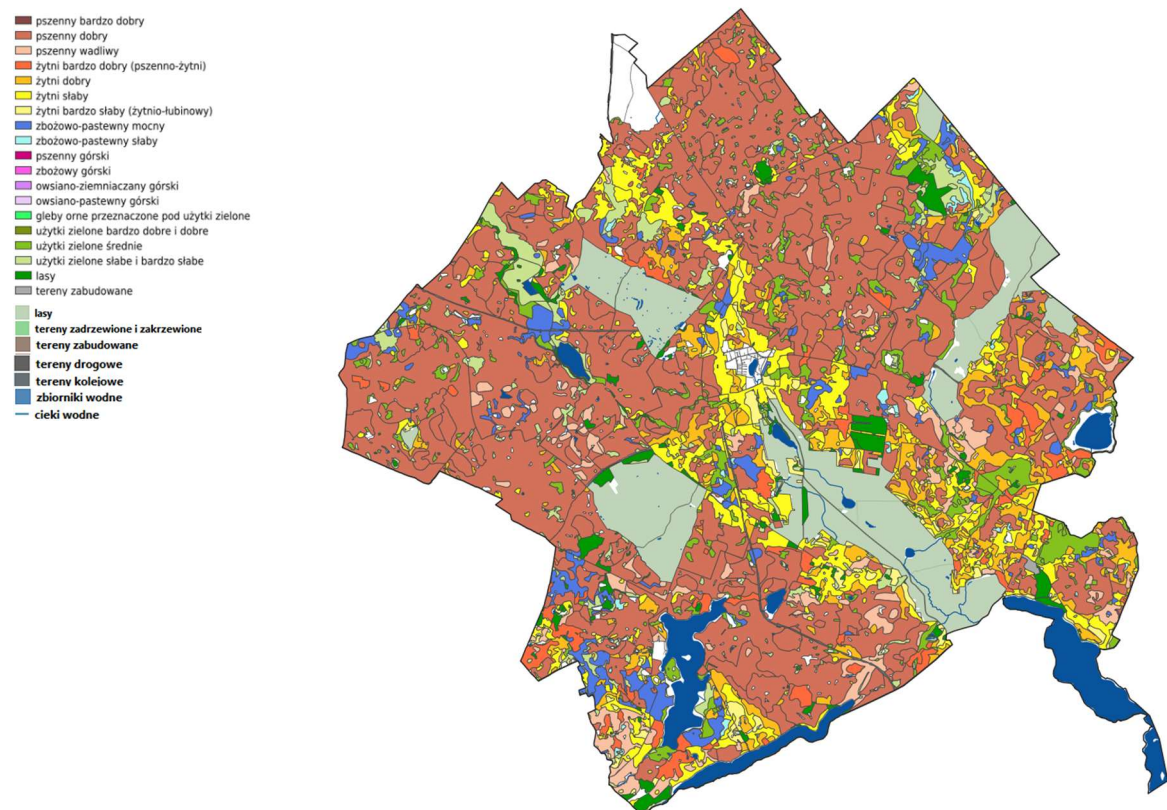 pszenny bardzo dobry
pszenny dobry
pszenny wadliwy
żytni bardzo dobry (pszenno-żytni)
żytni dobry
żytni słaby
żytni bardzo słaby (żytnio-łubinowy)
zbożowo-pastewny mocny
zbożowo-pastewny słaby
pszenny górski
zbożowy górski
owsiano-ziemniaczany górski
owsiano-pastewny górski
gleby orne przeznaczone pod użytki zielone
użytki zielone bardzo dobre i dobre
użytki zielone średnie
użytki zielone słabe i bardzo słabe
lasy
tereny zabudowane
lasy
tereny zadrzewione i zakrzewione
tereny zabudowane
tereny drogowe
tereny kolejowe
zbiorniki wodne
cieki wodne